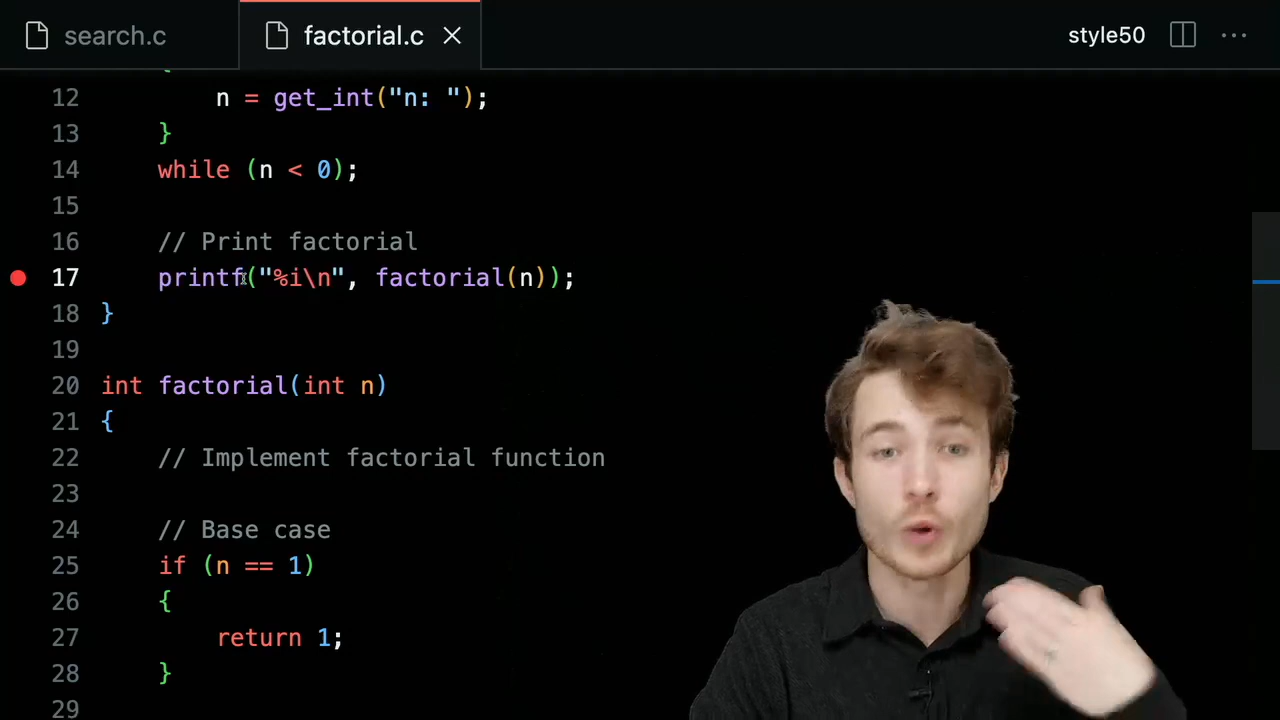 search.c factorial.c style50
12 n = get_int("n: ");
13 }
14 while (n < 0);
15
16 // Print factorial
17 printf("%i\n", factorial(n));
18 }
19
20 int factorial(int n)
21 {
22 // Implement factorial function
23
24 // Base case
25 if (n == 1)
26 {
27 return 1;
28 }
29